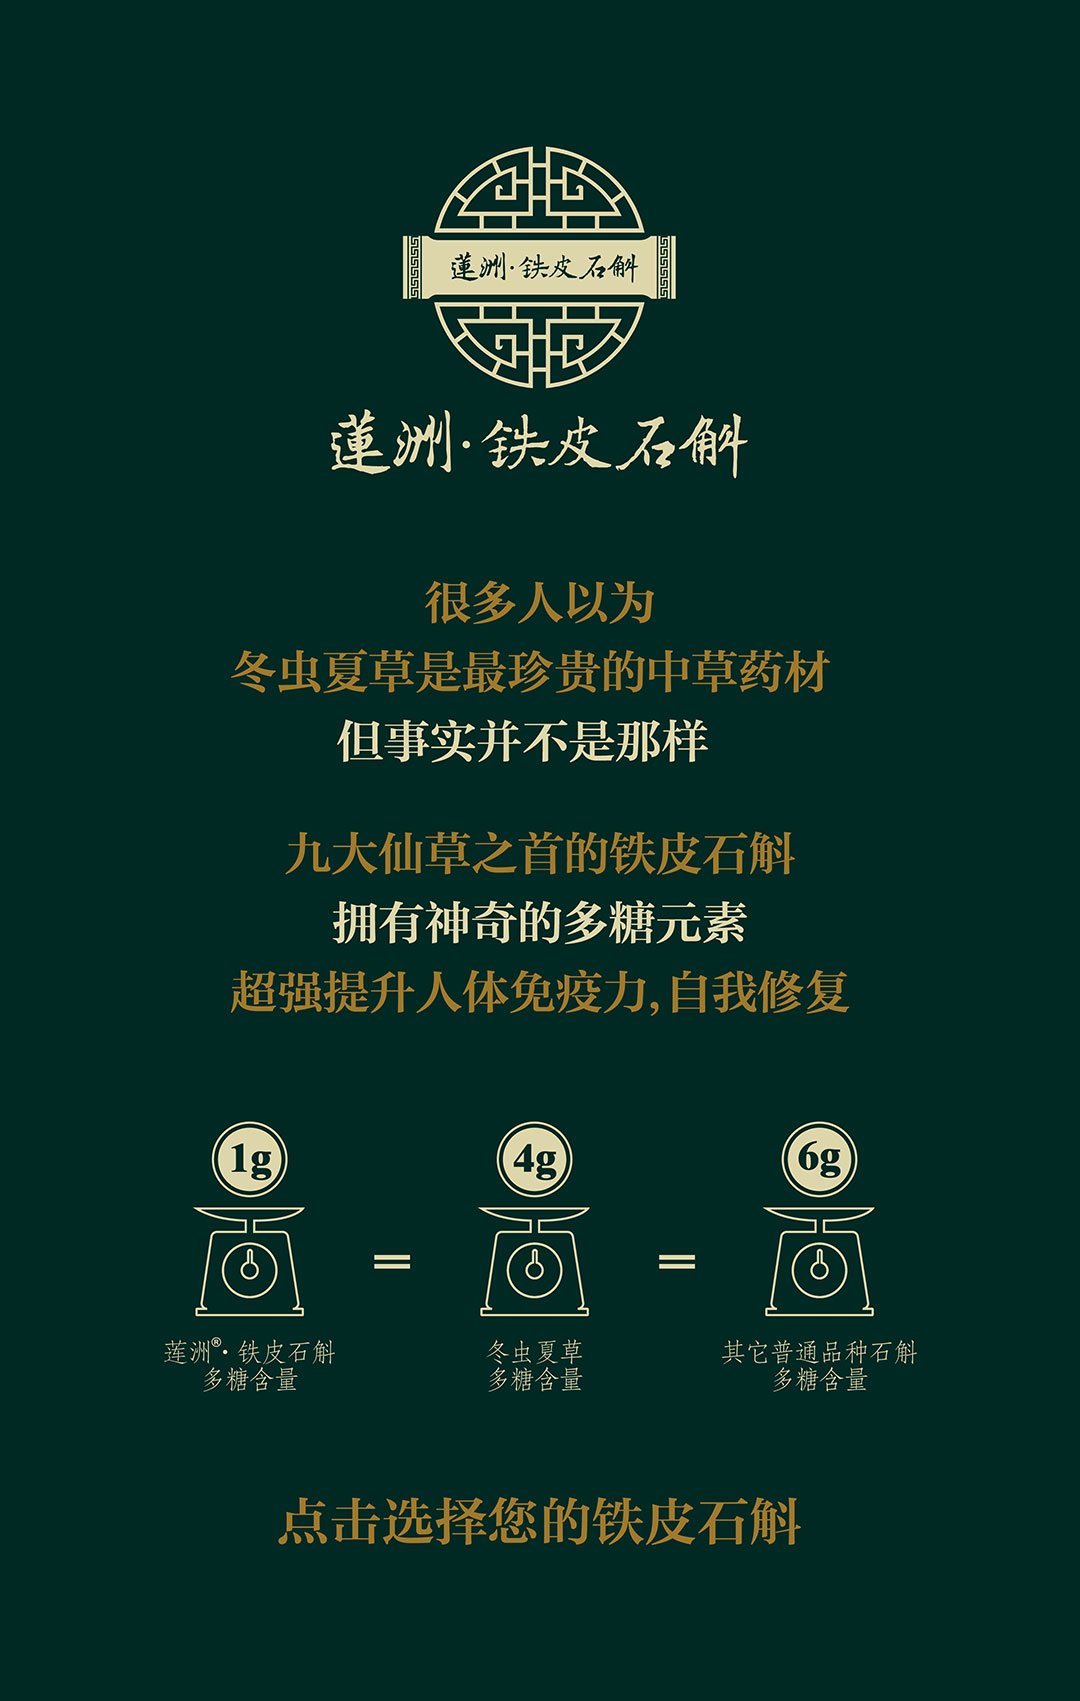 蓮洲·铁皮石斛
蓮洲·铁皮石斛
很多人以为
冬虫夏草是最珍贵的中草药材
但事实并不是那样
九大仙草之首的铁皮石斛
拥有神奇的多糖元素
超强提升人体免疫力,自我修复
1g
4g
6g
=
=
莲洲®·铁皮石斛
多糖含量
冬虫夏草
多糖含量
其它普通品种石斛
多糖含量
点击选择您的铁皮石斛